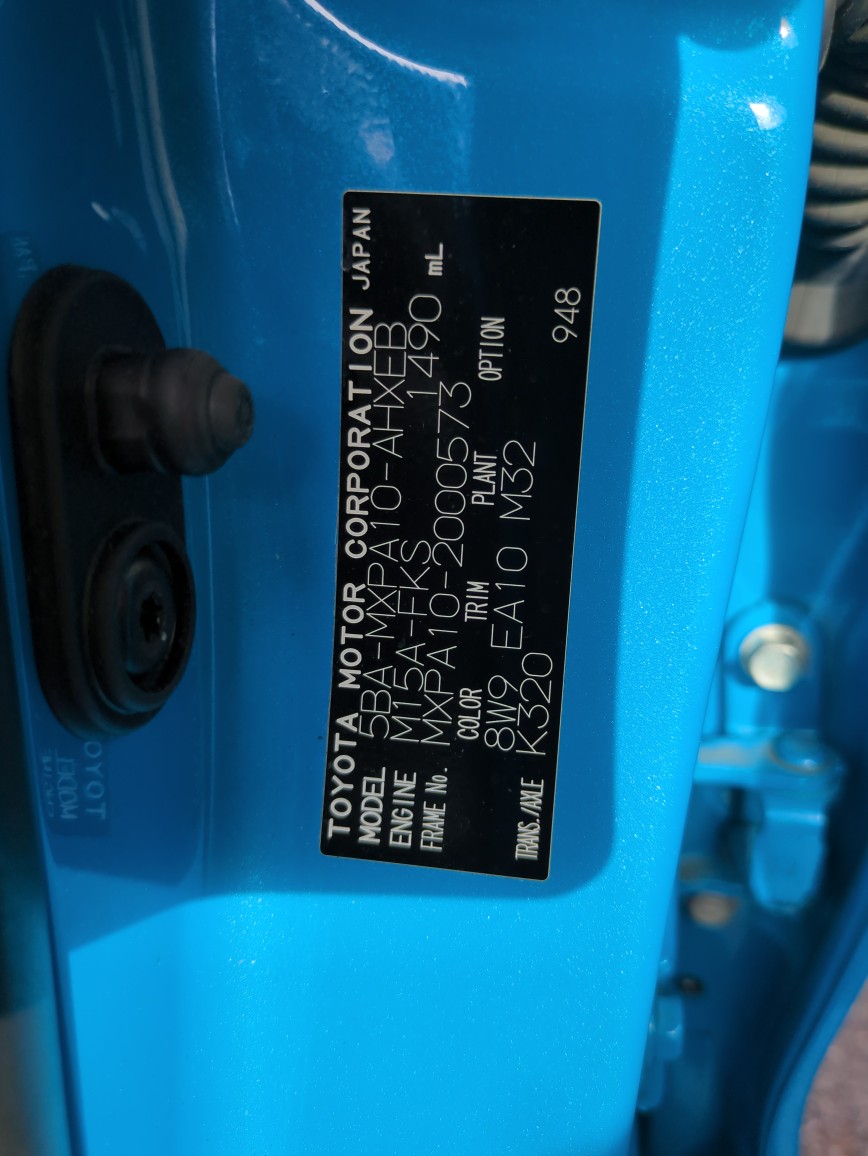 TOYOTA MOTOR CORPORATION JAPAN
MODEL 5BA-MXPA10-AHXEB
ENGINE M15A-FKS 1490 mL
FRAME No. MXPA10-2000573
COLOR TRIM PLANT OPTION
8W9 EA10 M32
TRANS./AXLE K320 948
TOYOT